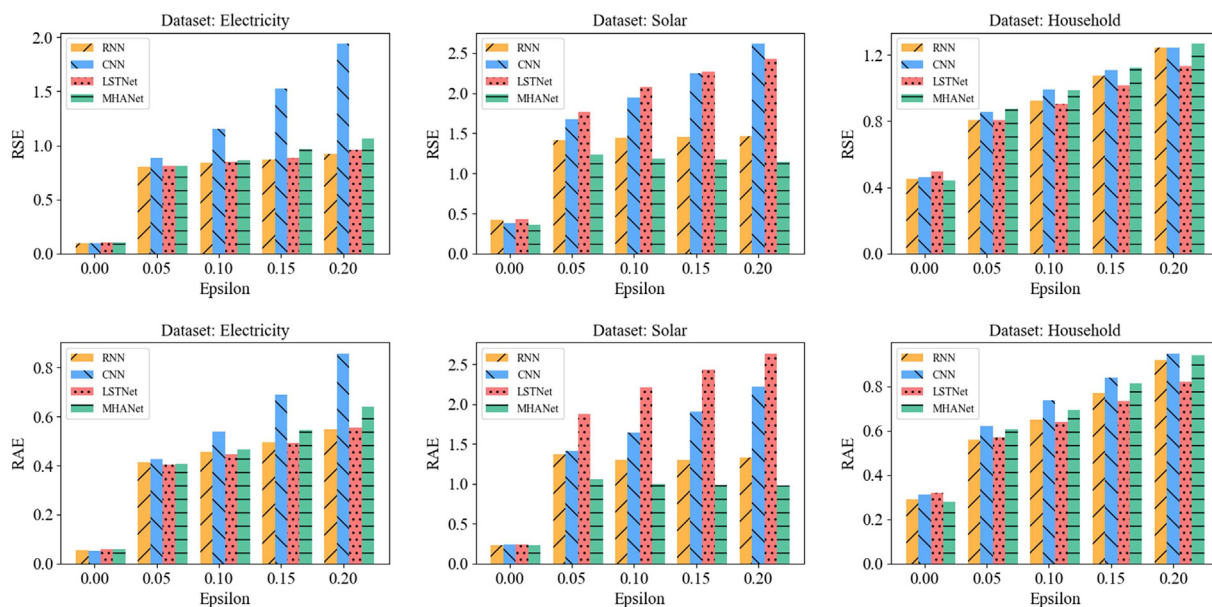 Dataset: Electricity
RSE
2.0
1.5
1.0
0.5
0.0
RNN
CNN
LSTNet
MHANet
0.00 0.05 0.10 0.15 0.20
Epsilon
Dataset: Solar
RSE
2.5
2.0
1.5
1.0
0.5
0.0
RNN
CNN
LSTNet
MHANet
0.00 0.05 0.10 0.15 0.20
Epsilon
Dataset: Household
RSE
1.2
0.8
0.4
0.0
RNN
CNN
LSTNet
MHANet
0.00 0.05 0.10 0.15 0.20
Epsilon
Dataset: Electricity
RAE
0.8
0.6
0.4
0.2
0.0
RNN
CNN
LSTNet
MHANet
0.00 0.05 0.10 0.15 0.20
Epsilon
Dataset: Solar
RAE
2.5
2.0
1.5
1.0
0.5
0.0
RNN
CNN
LSTNet
MHANet
0.00 0.05 0.10 0.15 0.20
Epsilon
Dataset: Household
RAE
0.8
0.6
0.4
0.2
0.0
RNN
CNN
LSTNet
MHANet
0.00 0.05 0.10 0.15 0.20
Epsilon